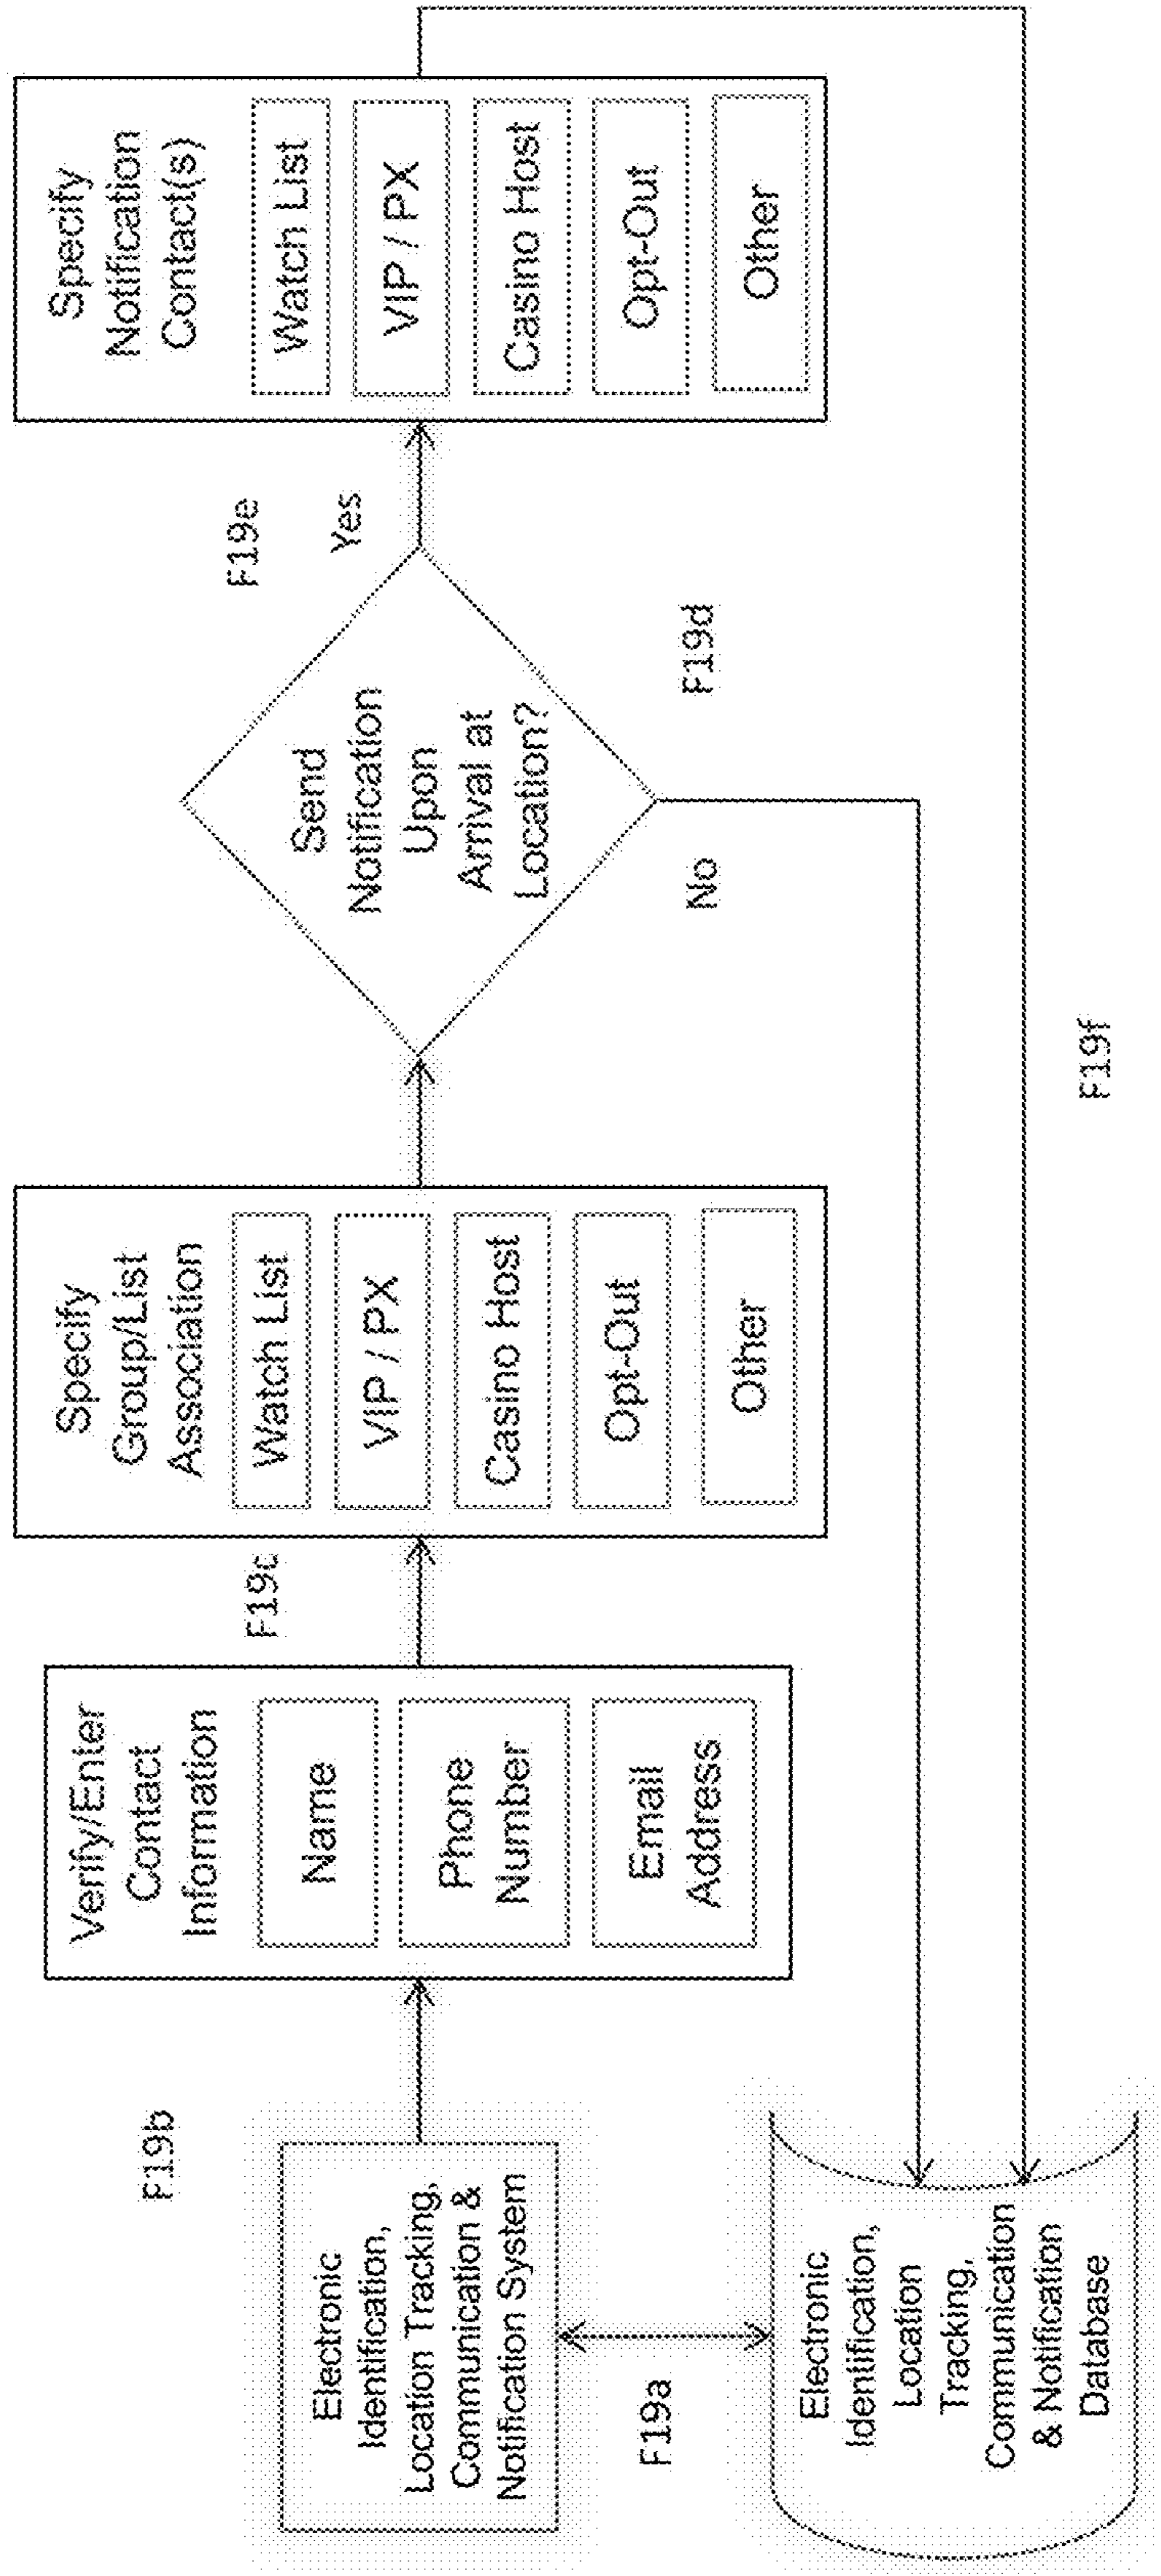 F19b
Electronic
Identification,
Location Tracking,
Communication &
Notification System
F19a
Electronic
Identification,
Location
Tracking,
Communication
& Notification
Database
Verify/Enter
Contact
Information
Name
Phone
Number
Email
Address
F19c
Specify
Group/List
Association
Watch List
VIP / PX
Casino Host
Opt-Out
Other
Send
Notification
Upon
Arrival at
Location?
No
F19d
F19e
Yes
Specify
Notification
Contact(s)
Watch List
VIP / PX
Casino Host
Opt-Out
Other
F19f